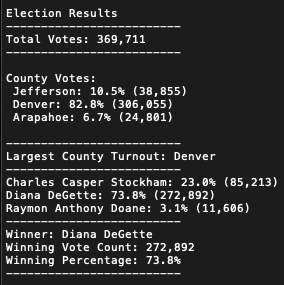 Election Results
-------------------------
Total Votes: 369,711
-------------------------
County Votes:
Jefferson: 10.5% (38,855)
Denver: 82.8% (306,055)
Arapahoe: 6.7% (24,801)
-------------------------
Largest County Turnout: Denver
-------------------------
Charles Casper Stockham: 23.0% (85,213)
Diana DeGette: 73.8% (272,892)
Raymon Anthony Doane: 3.1% (11,606)
-------------------------
Winner: Diana DeGette
Winning Vote Count: 272,892
Winning Percentage: 73.8%
-------------------------